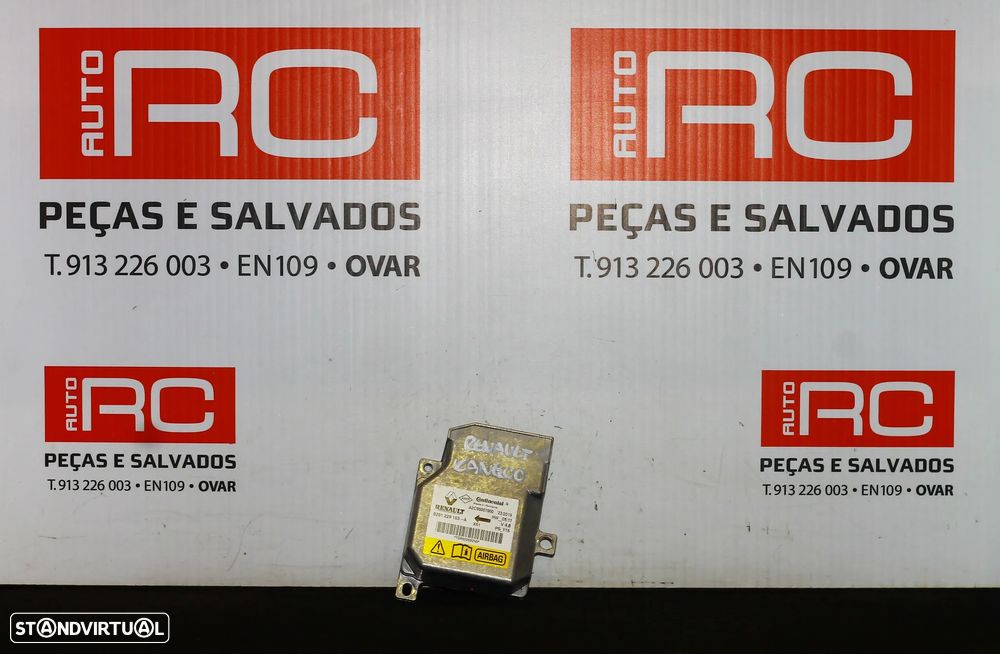 AUTO RC
PEÇAS E SALVADOS
T. 913 226 003 • EN109 • OVAR
AUTO RC
PEÇAS E SALVADOS
T. 913 226 003 • EN109 • OVAR
AUTO RC
PEÇAS E SALVADOS
T. 913 226 003 • EN109 • OVAR
AUTO RC
PEÇAS E SALVADOS
T. 913 226 003 • EN109 • OVAR
RENAULT
KANGOO
Continental
RENAULT
AIRBAG
STANDVIRTUAL